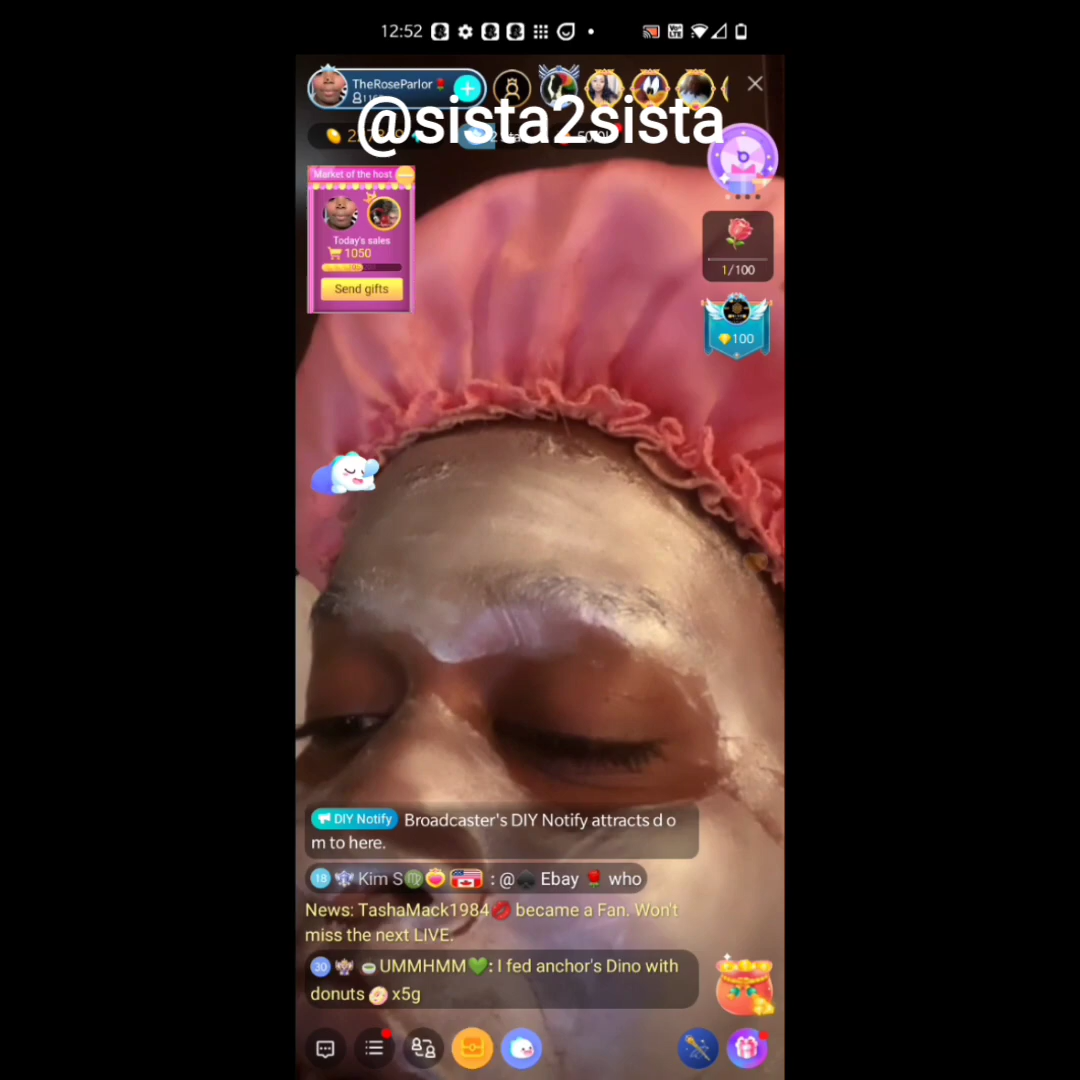 12:52
TheRoseParlor
@sista2sista
Market of the host
Today's sales
1050
Send gifts
1/100
100
DIY Notify Broadcaster's DIY Notify attracts d o
m to here.
18 Kim S : @ Ebay who
News: TashaMack1984 became a Fan. Won't
miss the next LIVE.
30 UMMHMM : I fed anchor's Dino with
donuts x5g